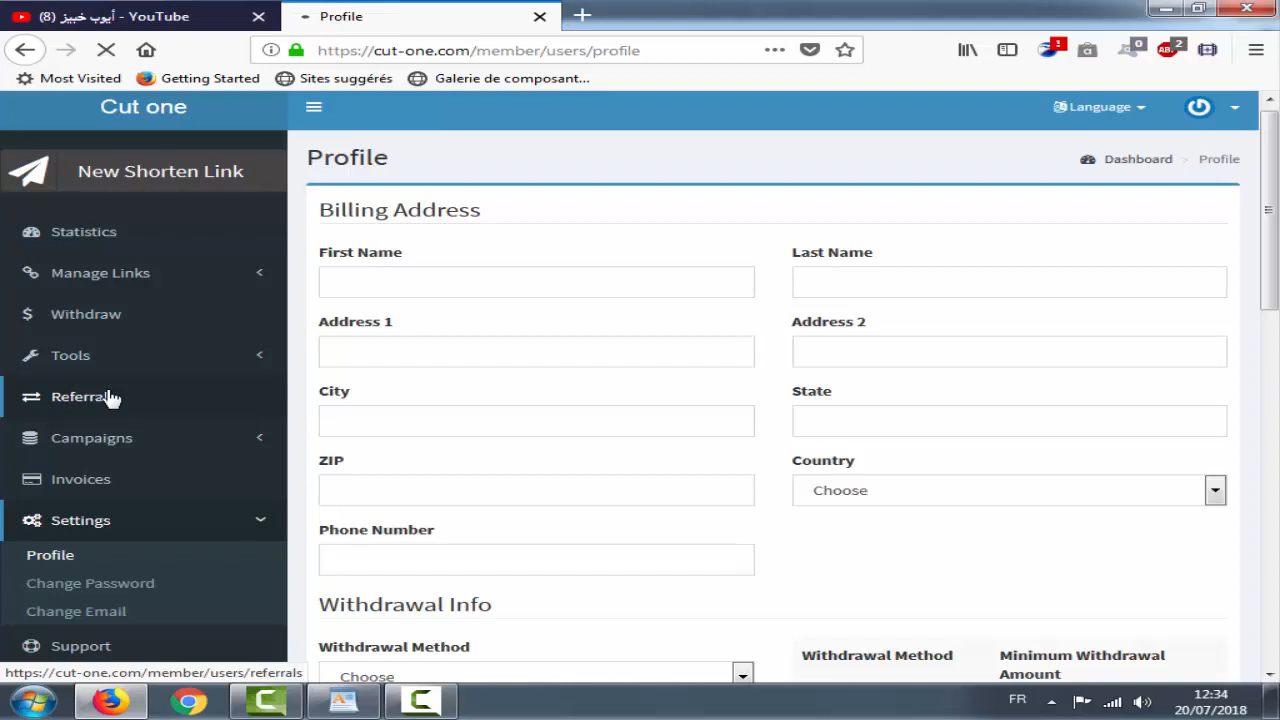 (8) أيوب خبيز - YouTube
Profile
https://cut-one.com/member/users/profile
0
2
Most Visited
Getting Started
Sites suggérés
Galerie de composant...
Cut one
Language
New Shorten Link
Profile
Dashboard
Profile
Statistics
Manage Links
Withdraw
Tools
Referrals
Campaigns
Invoices
Settings
Profile
Change Password
Change Email
Support
Billing Address
First Name
Last Name
Address 1
Address 2
City
State
ZIP
Country
Choose
Phone Number
Withdrawal Info
Withdrawal Method
Choose
Withdrawal Method
Minimum Withdrawal
Amount
https://cut-one.com/member/users/referrals
FR
12:34
20/07/2018